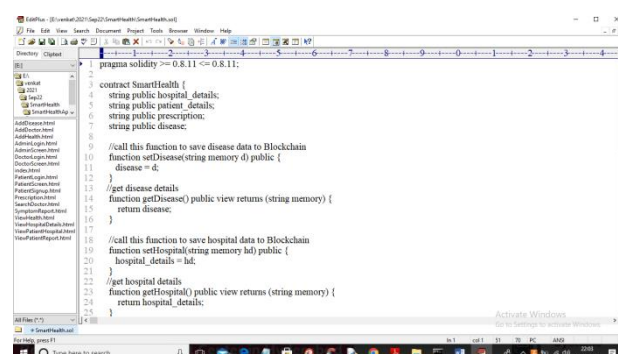 EditPlus - [E:\venkat\2021\Sep22\SmartHealth\SmartHealth.sol]
File Edit View Search Document Project Tools Browser Window Help
Directory Cliptext
[E:]
E:\
venkat
2021
Sep22
SmartHealth
SmartHealthAp
AddDisease.html
AddDoctor.html
AddHealth.html
AdminLogin.html
AdminScreen.html
DoctorLogin.html
DoctorScreen.html
index.html
PatientLogin.html
PatientScreen.html
PatientSignup.html
Prescription.html
SearchDoctor.html
SymptomReport.html
ViewHealth.html
ViewHospitalDetails.html
ViewPatientHospital.html
ViewPatientReport.html
All Files (*.*)
1 pragma solidity >= 0.8.11 <= 0.8.11;
2
3 contract SmartHealth {
4 string public hospital_details;
5 string public patient_details;
6 string public prescription;
7 string public disease;
8
9 //call this function to save disease data to Blockchain
10 function setDisease(string memory d) public {
11 disease = d;
12 }
13 //get disease details
14 function getDisease() public view returns (string memory) {
15 return disease;
16 }
17
18 //call this function to save hospital data to Blockchain
19 function setHospital(string memory hd) public {
20 hospital_details = hd;
21 }
22 //get hospital details
23 function getHospital() public view returns (string memory) {
24 return hospital_details;
25 }
Activate Windows
Go to Settings to activate Windows.
SmartHealth.sol
For Help, press F1
ln 1 col 1 51 70 PC ANSI
Type here to search
22:03